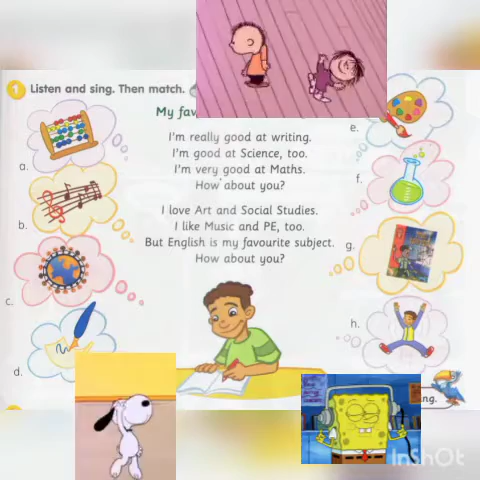 1 Listen and sing. Then match.
My fav
I'm really good at writing.
I'm good at Science, too.
I'm very good at Maths.
How about you?
I love Art and Social Studies.
I like Music and PE, too.
But English is my favourite subject.
How about you?
a.
b.
c.
d.
e.
f.
g.
h.
ng.
InShOt